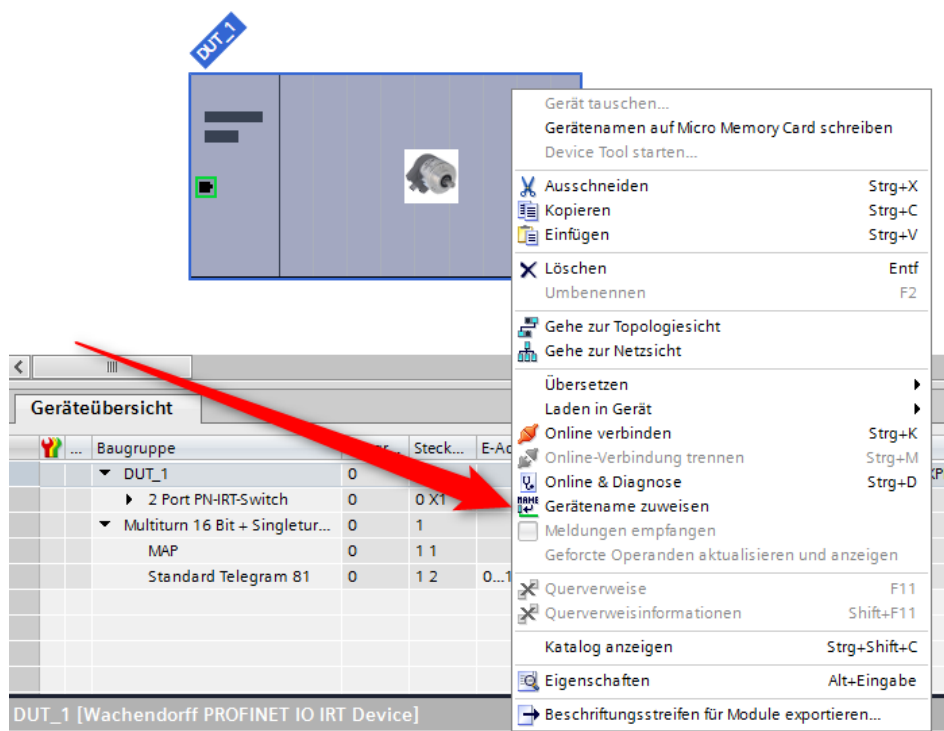 DUT_1
Gerät tauschen...
Gerätenamen auf Micro Memory Card schreiben
Device Tool starten...
Ausschneiden Strg+X
Kopieren Strg+C
Einfügen Strg+V
Löschen Entf
Umbenennen F2
Gehe zur Topologiesicht
Gehe zur Netzsicht
Übersetzen
Laden in Gerät
Online verbinden Strg+K
Online-Verbindung trennen Strg+M
Online & Diagnose Strg+D
NAME Gerätename zuweisen
Meldungen empfangen
Geforcte Operanden aktualisieren und anzeigen
Querverweise F11
Querverweisinformationen Shift+F11
Katalog anzeigen Strg+Shift+C
Eigenschaften Alt+Eingabe
Beschriftungsstreifen für Module exportieren...
Geräteübersicht
... Baugruppe Steck... E-Ad
DUT_1 0
2 Port PN-IRT-Switch 0 0 X1
Multiturn 16 Bit + Singletur... 0 1
MAP 0 1 1
Standard Telegram 81 0 1 2 0...1
DUT_1 [Wachendorff PROFINET IO IRT Device]